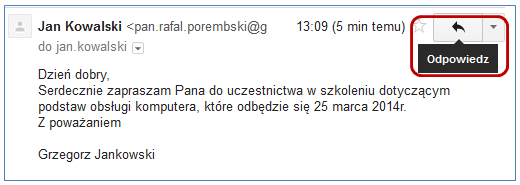 Jan Kowalski <pan.rafal.porembski@g 13:09 (5 min temu)
do jan.kowalski
Odpowiedz
Dzień dobry,
Serdecznie zapraszam Pana do uczestnictwa w szkoleniu dotyczącym
podstaw obsługi komputera, które odbędzie się 25 marca 2014r.
Z poważaniem
Grzegorz Jankowski